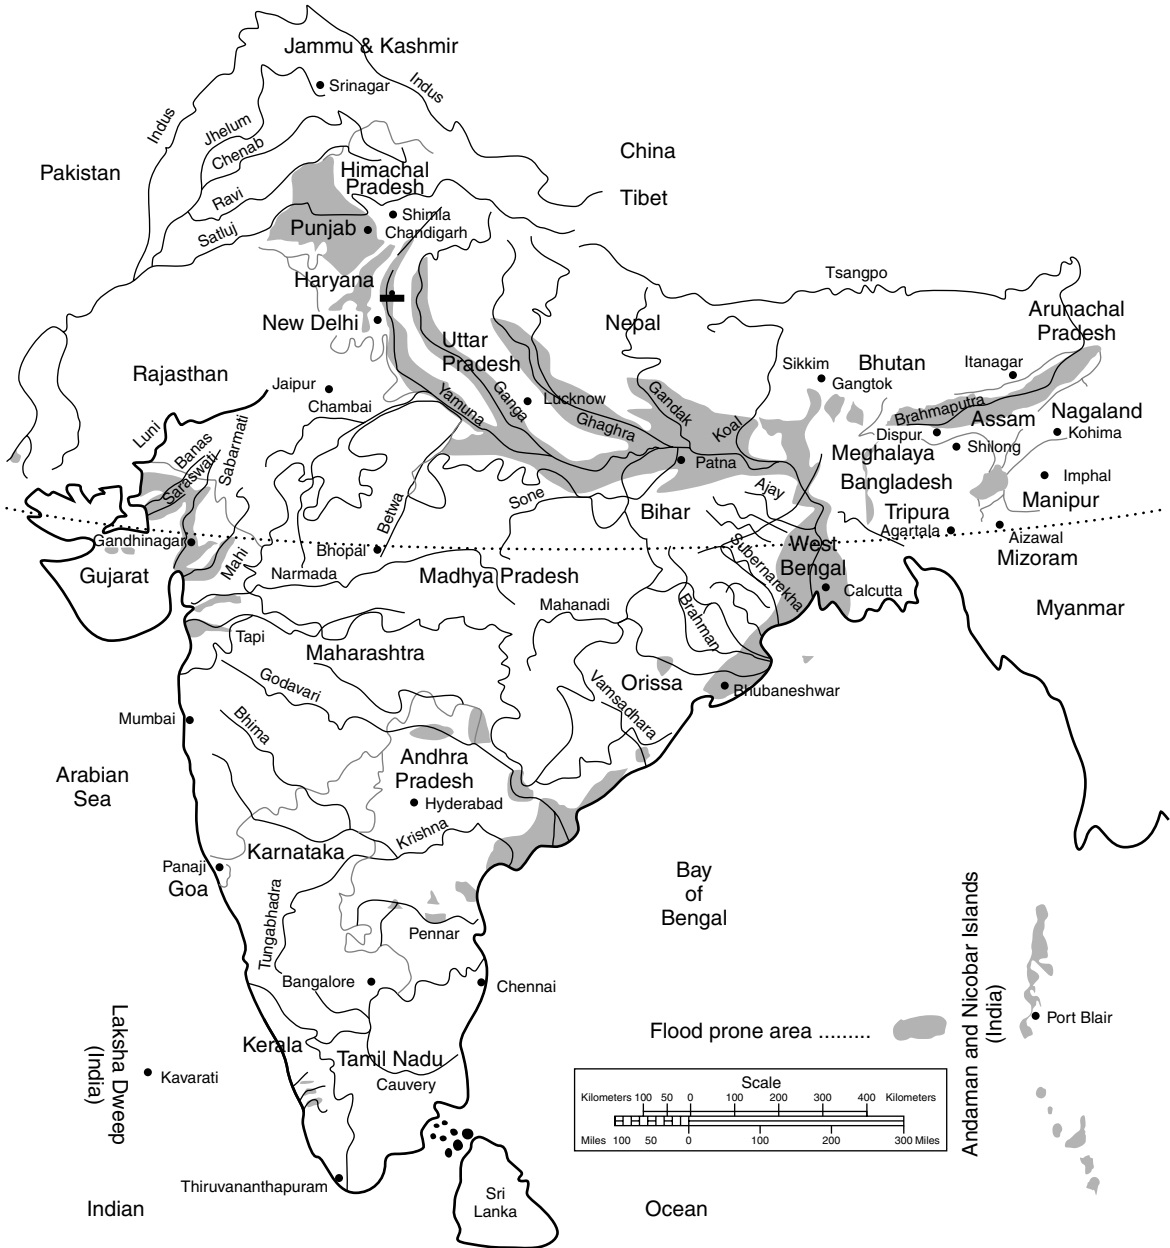 Jammu & Kashmir
Srinagar
Indus
Indus
Jhelum
Chenab
China
Pakistan
Himachal
Pradesh
Tibet
Ravi
Shimla
Punjab
Chandigarh
Satluj
Haryana
Tsangpo
New Delhi
Nepal
Arunachal
Pradesh
Uttar
Pradesh
Sikkim
Bhutan
Itanagar
Rajasthan
Jaipur
Gangtok
Chambai
Yamuna
Ganga
Lucknow
Ghaghra
Gandak
Koal
Brahmaputra
Assam
Nagaland
Luni
Banas
Saraswati
Sabarmati
Dispur
Kohima
Meghalaya
Shilong
Patna
Bangladesh
Imphal
Sone
Betwa
Ajay
Manipur
Bihar
Tripura
Agartala
Aizawal
Gandhinagar
Mahi
Bhopal
West
Bengal
Mizoram
Gujarat
Narmada
Madhya Pradesh
Subernarekha
Calcutta
Mahanadi
Brahman
Myanmar
Tapi
Maharashtra
Godavari
Orissa
Vamsadhara
Bhubaneshwar
Mumbai
Bhima
Arabian
Sea
Andhra
Pradesh
Hyderabad
Krishna
Karnataka
Panaji
Goa
Bay
of
Bengal
Tungabhadra
Pennar
Bangalore
Chennai
Andaman and Nicobar Islands
(India)
Port Blair
Laksha Dweep
(India)
Flood prone area .........
Kerala
Tamil Nadu
Kavarati
Cauvery
Scale
Kilometers 100 50 0 100 200 300 400 Kilometers
Miles 100 50 0 100 200 300 Miles
Thiruvananthapuram
Sri
Lanka
Indian
Ocean